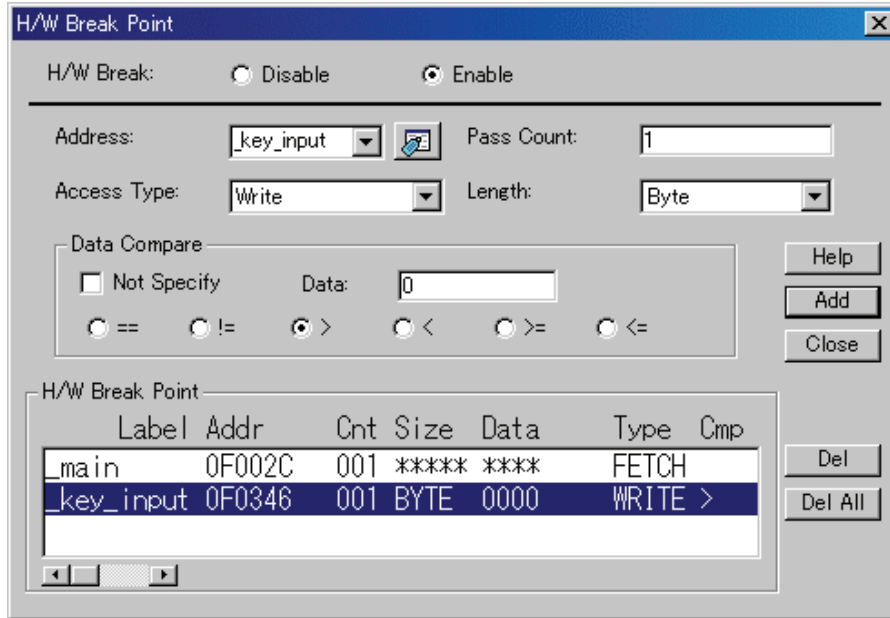 H/W Break Point
H/W Break: Disable Enable
Address: _key_input Pass Count: 1
Access Type: Write Length: Byte
Data Compare
Not Specify Data: 0
== != > < >= <=
Help
Add
Close
H/W Break Point
Label Addr Cnt Size Data Type Cmp
_main 0F002C 001 ***** **** FETCH
_key_input 0F0346 001 BYTE 0000 WRITE >
Del
Del All